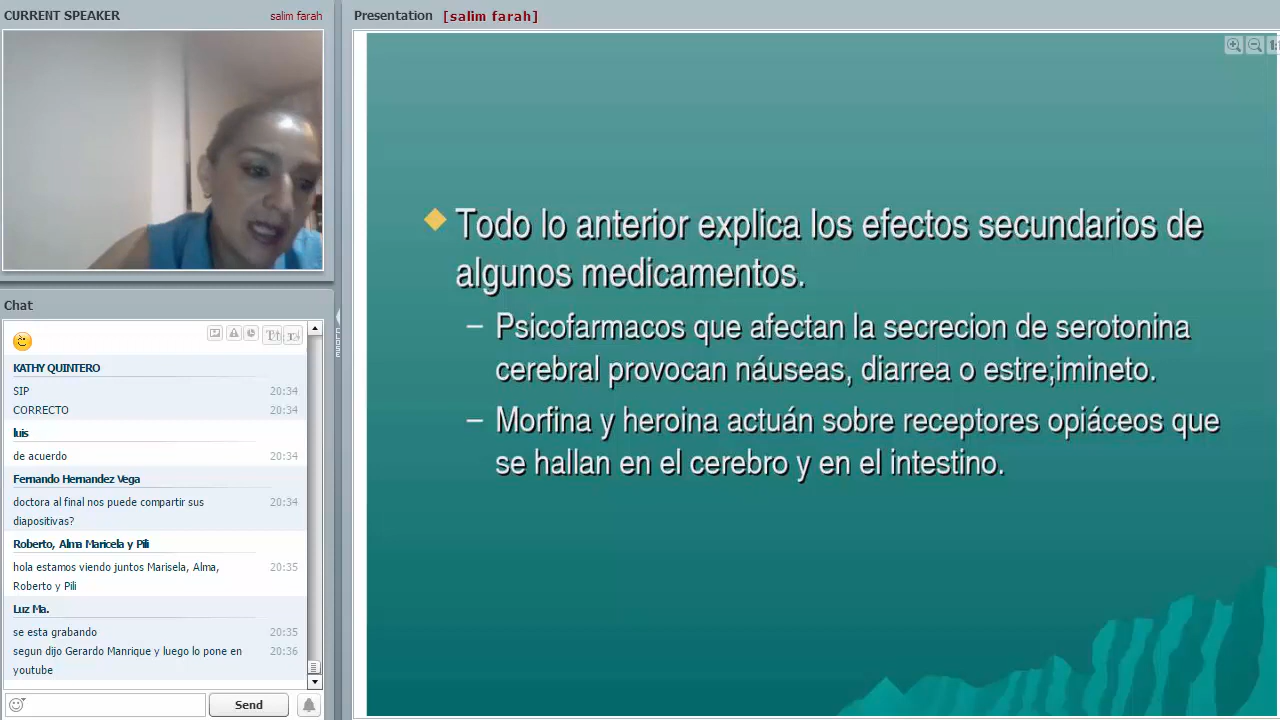 CURRENT SPEAKER
salim farah
Presentation [salim farah]
Todo lo anterior explica los efectos secundarios de
algunos medicamentos.
– Psicofarmacos que afectan la secrecion de serotonina
cerebral provocan náuseas, diarrea o estre;imineto.
– Morfina y heroina actuán sobre receptores opiáceos que
se hallan en el cerebro y en el intestino.
Chat
KATHY QUINTERO
SIP 20:34
CORRECTO 20:34
luis
de acuerdo 20:34
Fernando Hernandez Vega
doctora al final nos puede compartir sus 20:34
diapositivas?
Roberto, Alma Maricela y Pili
hola estamos viendo juntos Marisela, Alma, 20:35
Roberto y Pili
Luz Ma.
se esta grabando 20:35
segun dijo Gerardo Manrique y luego lo pone en 20:36
youtube
Send
CLOSE